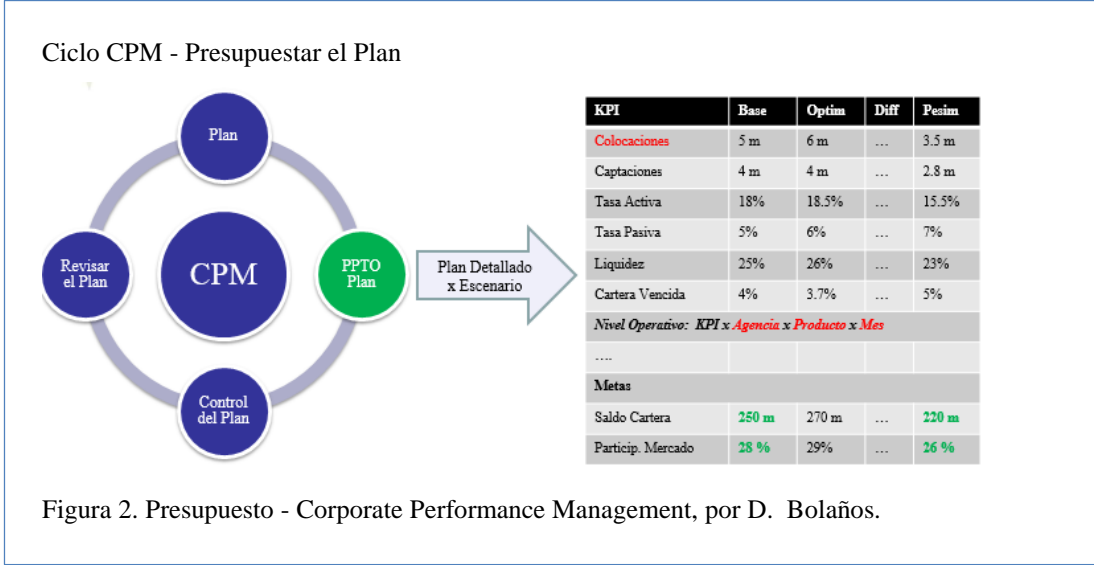 Ciclo CPM - Presupuestar el Plan
Plan
CPM
PPTO
Plan
Control
del Plan
Revisar
el Plan
Plan Detallado
x Escenario
KPI Base Optim Diff Pesim
Colocaciones 5 m 6 m … 3.5 m
Captaciones 4 m 4 m … 2.8 m
Tasa Activa 18% 18.5% … 15.5%
Tasa Pasiva 5% 6% … 7%
Liquidez 25% 26% … 23%
Cartera Vencida 4% 3.7% … 5%
Nivel Operativo: KPI x Agencia x Producto x Mes
….
Metas
Saldo Cartera 250 m 270 m … 220 m
Particip. Mercado 28 % 29% … 26 %
Figura 2. Presupuesto - Corporate Performance Management, por D. Bolaños.